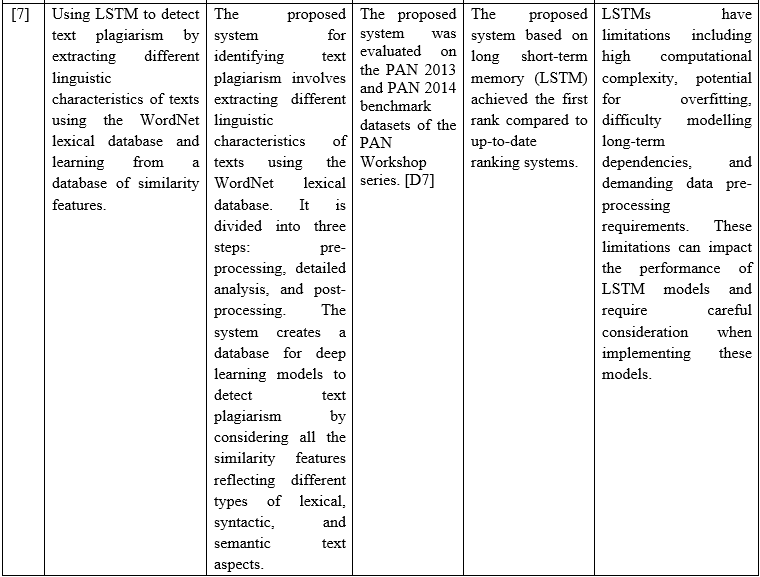 [7]
Using LSTM to detect
text plagiarism by
extracting different
linguistic
characteristics of texts
using the WordNet
lexical database and
learning from a
database of similarity
features.
The proposed
system for
identifying text
plagiarism involves
extracting different
linguistic
characteristics of
texts using the
WordNet lexical
database. It is
divided into three
steps: pre-
processing, detailed
analysis, and post-
processing. The
system creates a
database for deep
learning models to
detect text
plagiarism by
considering all the
similarity features
reflecting different
types of lexical,
syntactic, and
semantic text
aspects.
The proposed
system was
evaluated on
the PAN 2013
and PAN 2014
benchmark
datasets of the
PAN
Workshop
series. [D7]
The proposed
system based on
long short-term
memory (LSTM)
achieved the first
rank compared to
up-to-date
ranking systems.
LSTMs have
limitations including
high computational
complexity, potential
for overfitting,
difficulty modelling
long-term
dependencies, and
demanding data pre-
processing
requirements. These
limitations can impact
the performance of
LSTM models and
require careful
consideration when
implementing these
models.